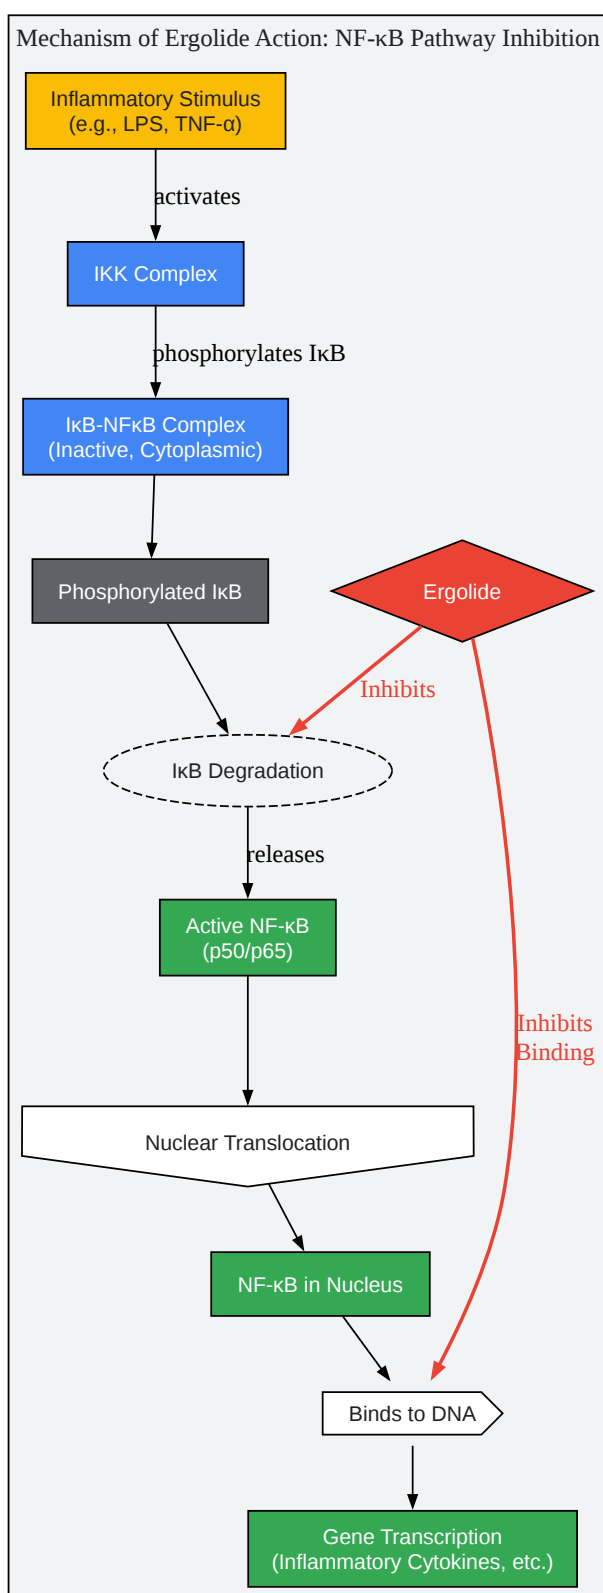 Mechanism of Ergolide Action: NF-κB Pathway Inhibition
Inflammatory Stimulus
(e.g., LPS, TNF-α)
activates
IKK Complex
phosphorylates IκB
IκB-NFκB Complex
(Inactive, Cytoplasmic)
Phosphorylated IκB
Ergolide
Inhibits
IκB Degradation
releases
Active NF-κB
(p50/p65)
Inhibits
Binding
Nuclear Translocation
NF-κB in Nucleus
Binds to DNA
Gene Transcription
(Inflammatory Cytokines, etc.)